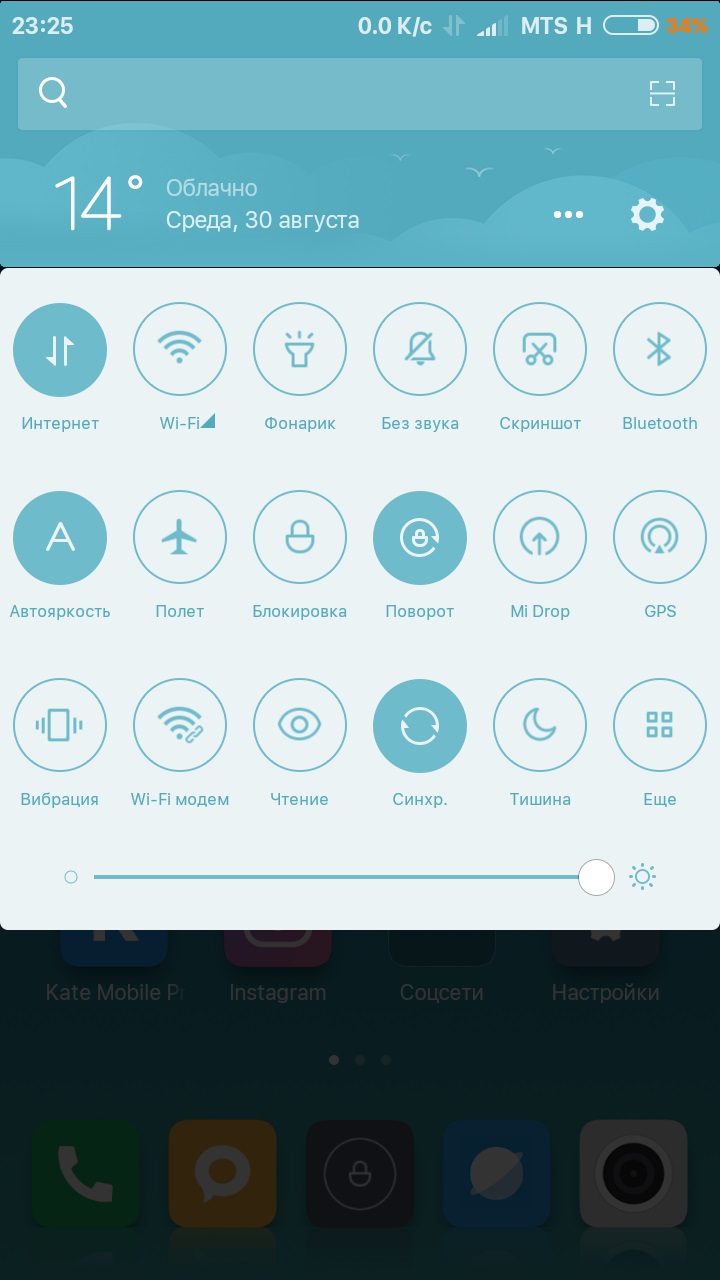 23:25 0.0 К/с MTS H 34%
14° Облачно
Среда, 30 августа
Интернет Wi-Fi Фонарик Без звука Скриншот Bluetooth
Автояркость Полет Блокировка Поворот Mi Drop GPS
Вибрация Wi-Fi модем Чтение Синхр. Тишина Еще
Kate Mobile Instagram Соцсети Настройки